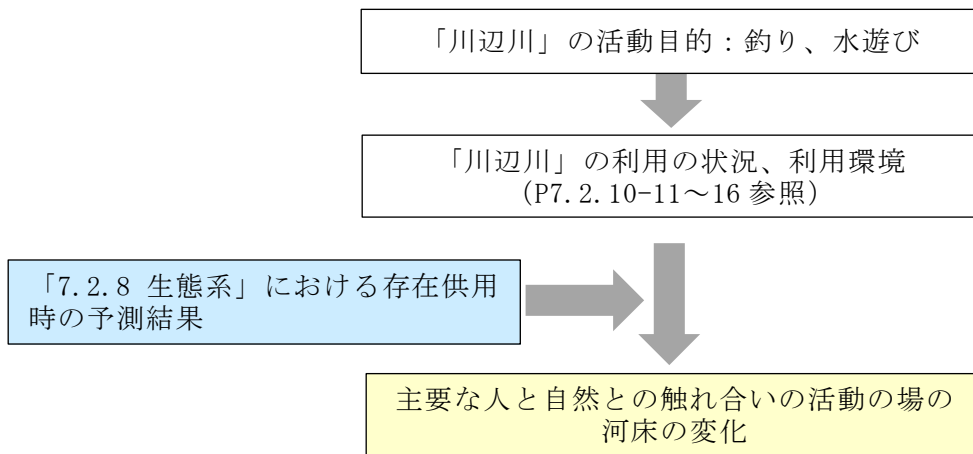 「川辺川」の活動目的：釣り、水遊び
「川辺川」の利用の状況、利用環境
（P7.2.10-11～16 参照）
「7.2.8 生態系」における存在供用
時の予測結果
主要な人と自然との触れ合いの活動の場の
河床の変化